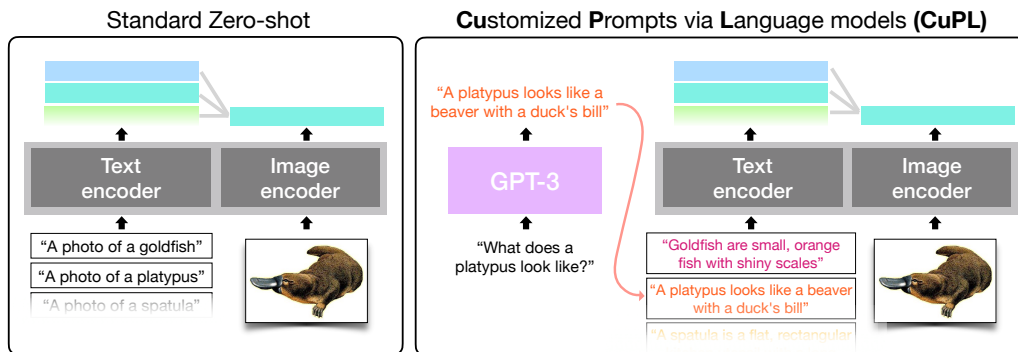 Standard Zero-shot
Text
encoder
Image
encoder
“A photo of a goldfish”
“A photo of a platypus”
“A photo of a spatula”
Customized Prompts via Language models (CuPL)
“A platypus looks like a
beaver with a duck's bill”
GPT-3
“What does a
platypus look like?”
Text
encoder
Image
encoder
“Goldfish are small, orange
fish with shiny scales”
“A platypus looks like a beaver
with a duck's bill”
“A spatula is a flat, rectangular